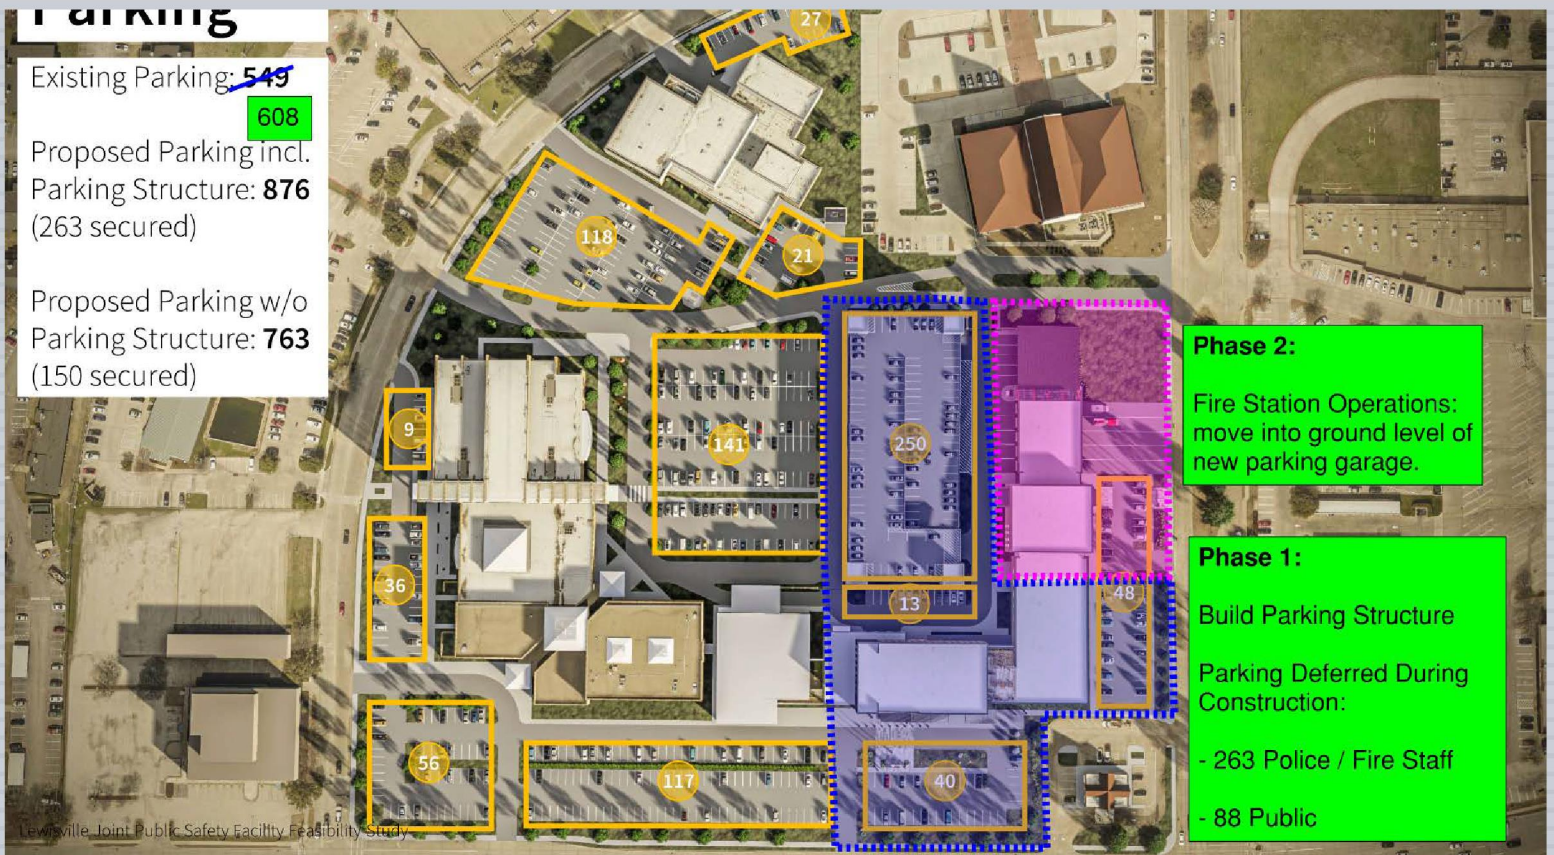 Parking
Existing Parking: 549
608
Proposed Parking incl.
Parking Structure: 876
(263 secured)
Proposed Parking w/o
Parking Structure: 763
(150 secured)
27
118
21
9
141
250
36
13
48
56
117
40
Phase 2:
Fire Station Operations:
move into ground level of
new parking garage.
Phase 1:
Build Parking Structure
Parking Deferred During
Construction:
- 263 Police / Fire Staff
- 88 Public
Lewisville Joint Public Safety Facility Feasibility Study